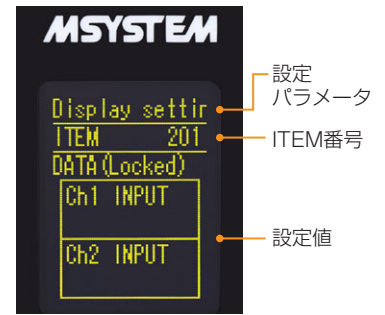 MSYSTEM
Display settir
ITEM 201
DATA(Locked)
Ch1 INPUT
Ch2 INPUT
設定
パラメータ
ITEM番号
設定値